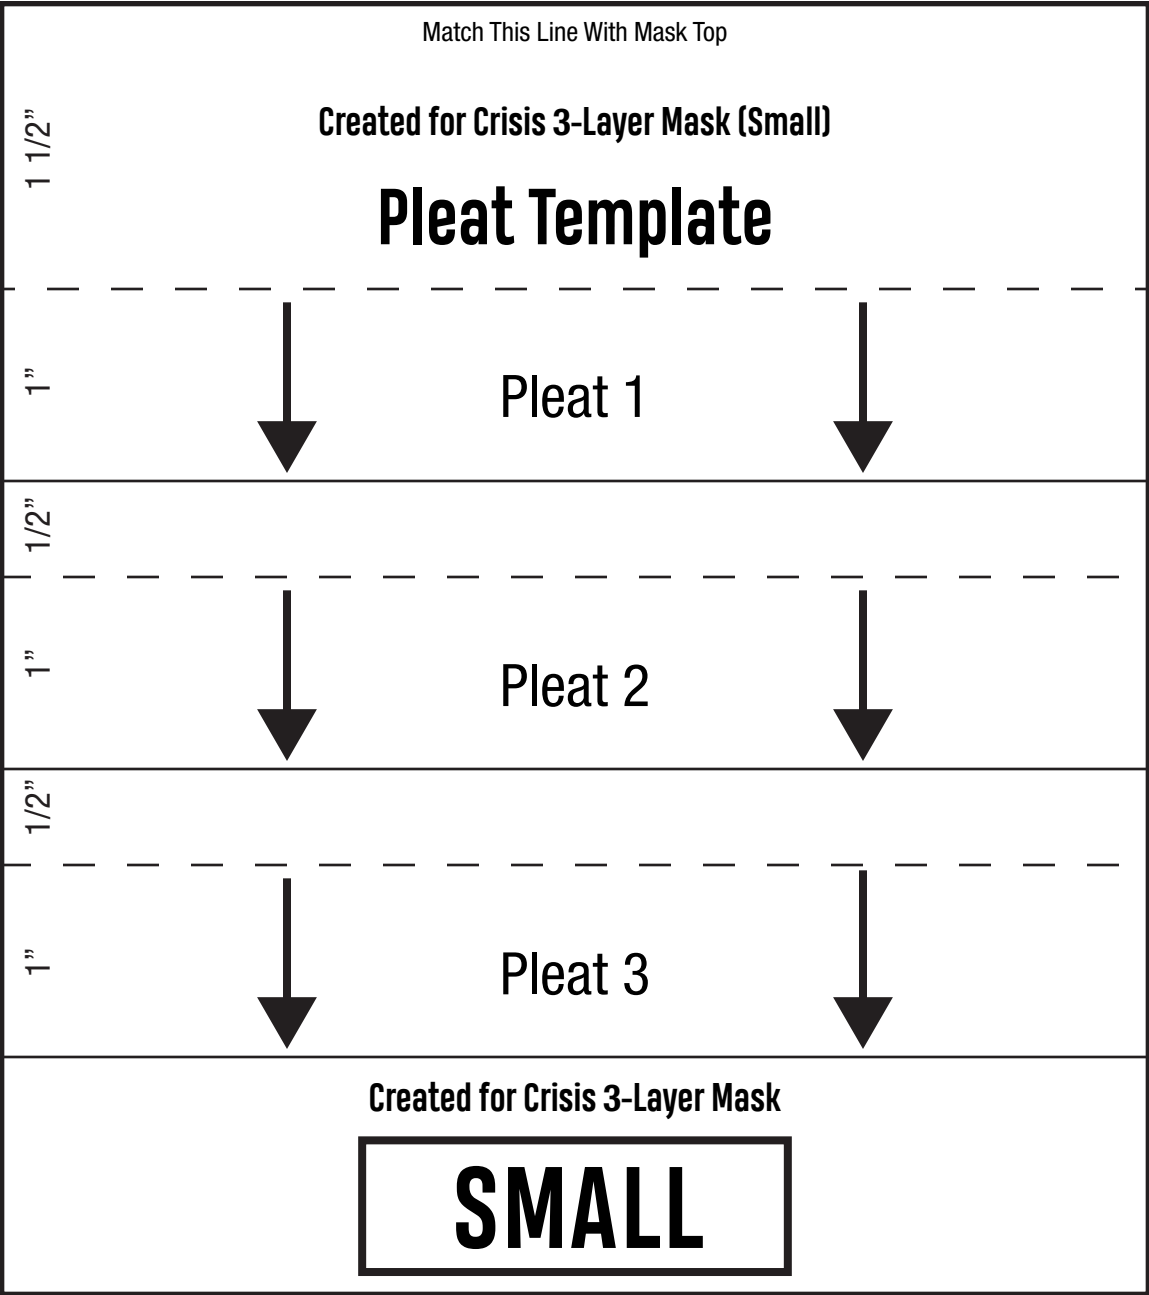 Match This Line With Mask Top
1 1/2”
Created for Crisis 3-Layer Mask (Small)
Pleat Template
1”
Pleat 1
1/2”
1”
Pleat 2
1/2”
1”
Pleat 3
Created for Crisis 3-Layer Mask
SMALL